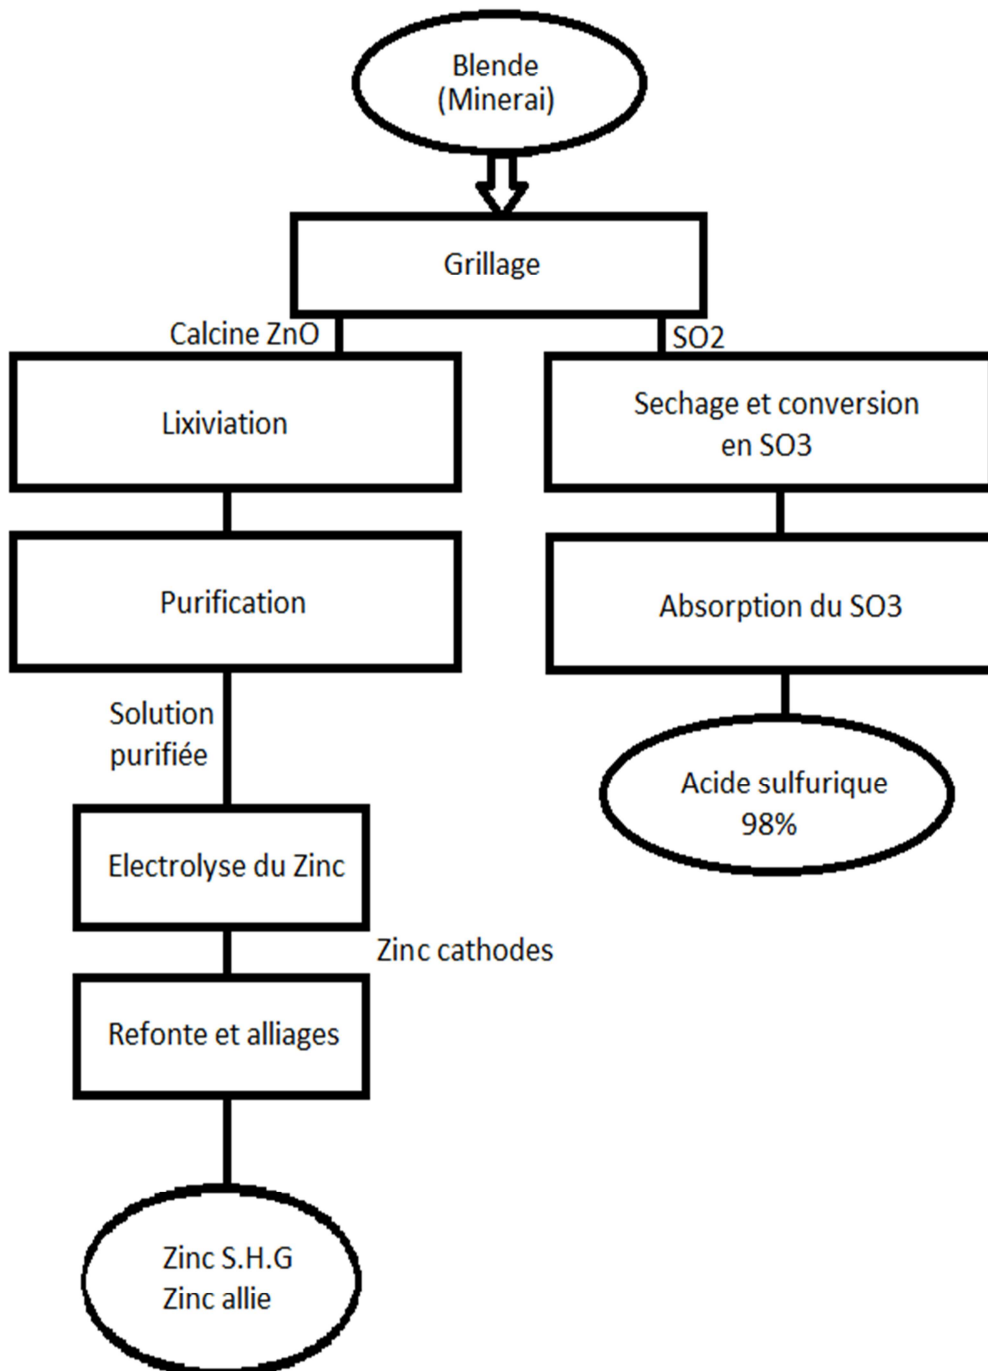 Blende
(Minerai)
Grillage
Calcine ZnO
SO2
Lixiviation
Sechage et conversion
en SO3
Purification
Absorption du SO3
Solution
purifiée
Acide sulfurique
98%
Electrolyse du Zinc
Zinc cathodes
Refonte et alliages
Zinc S.H.G
Zinc allie